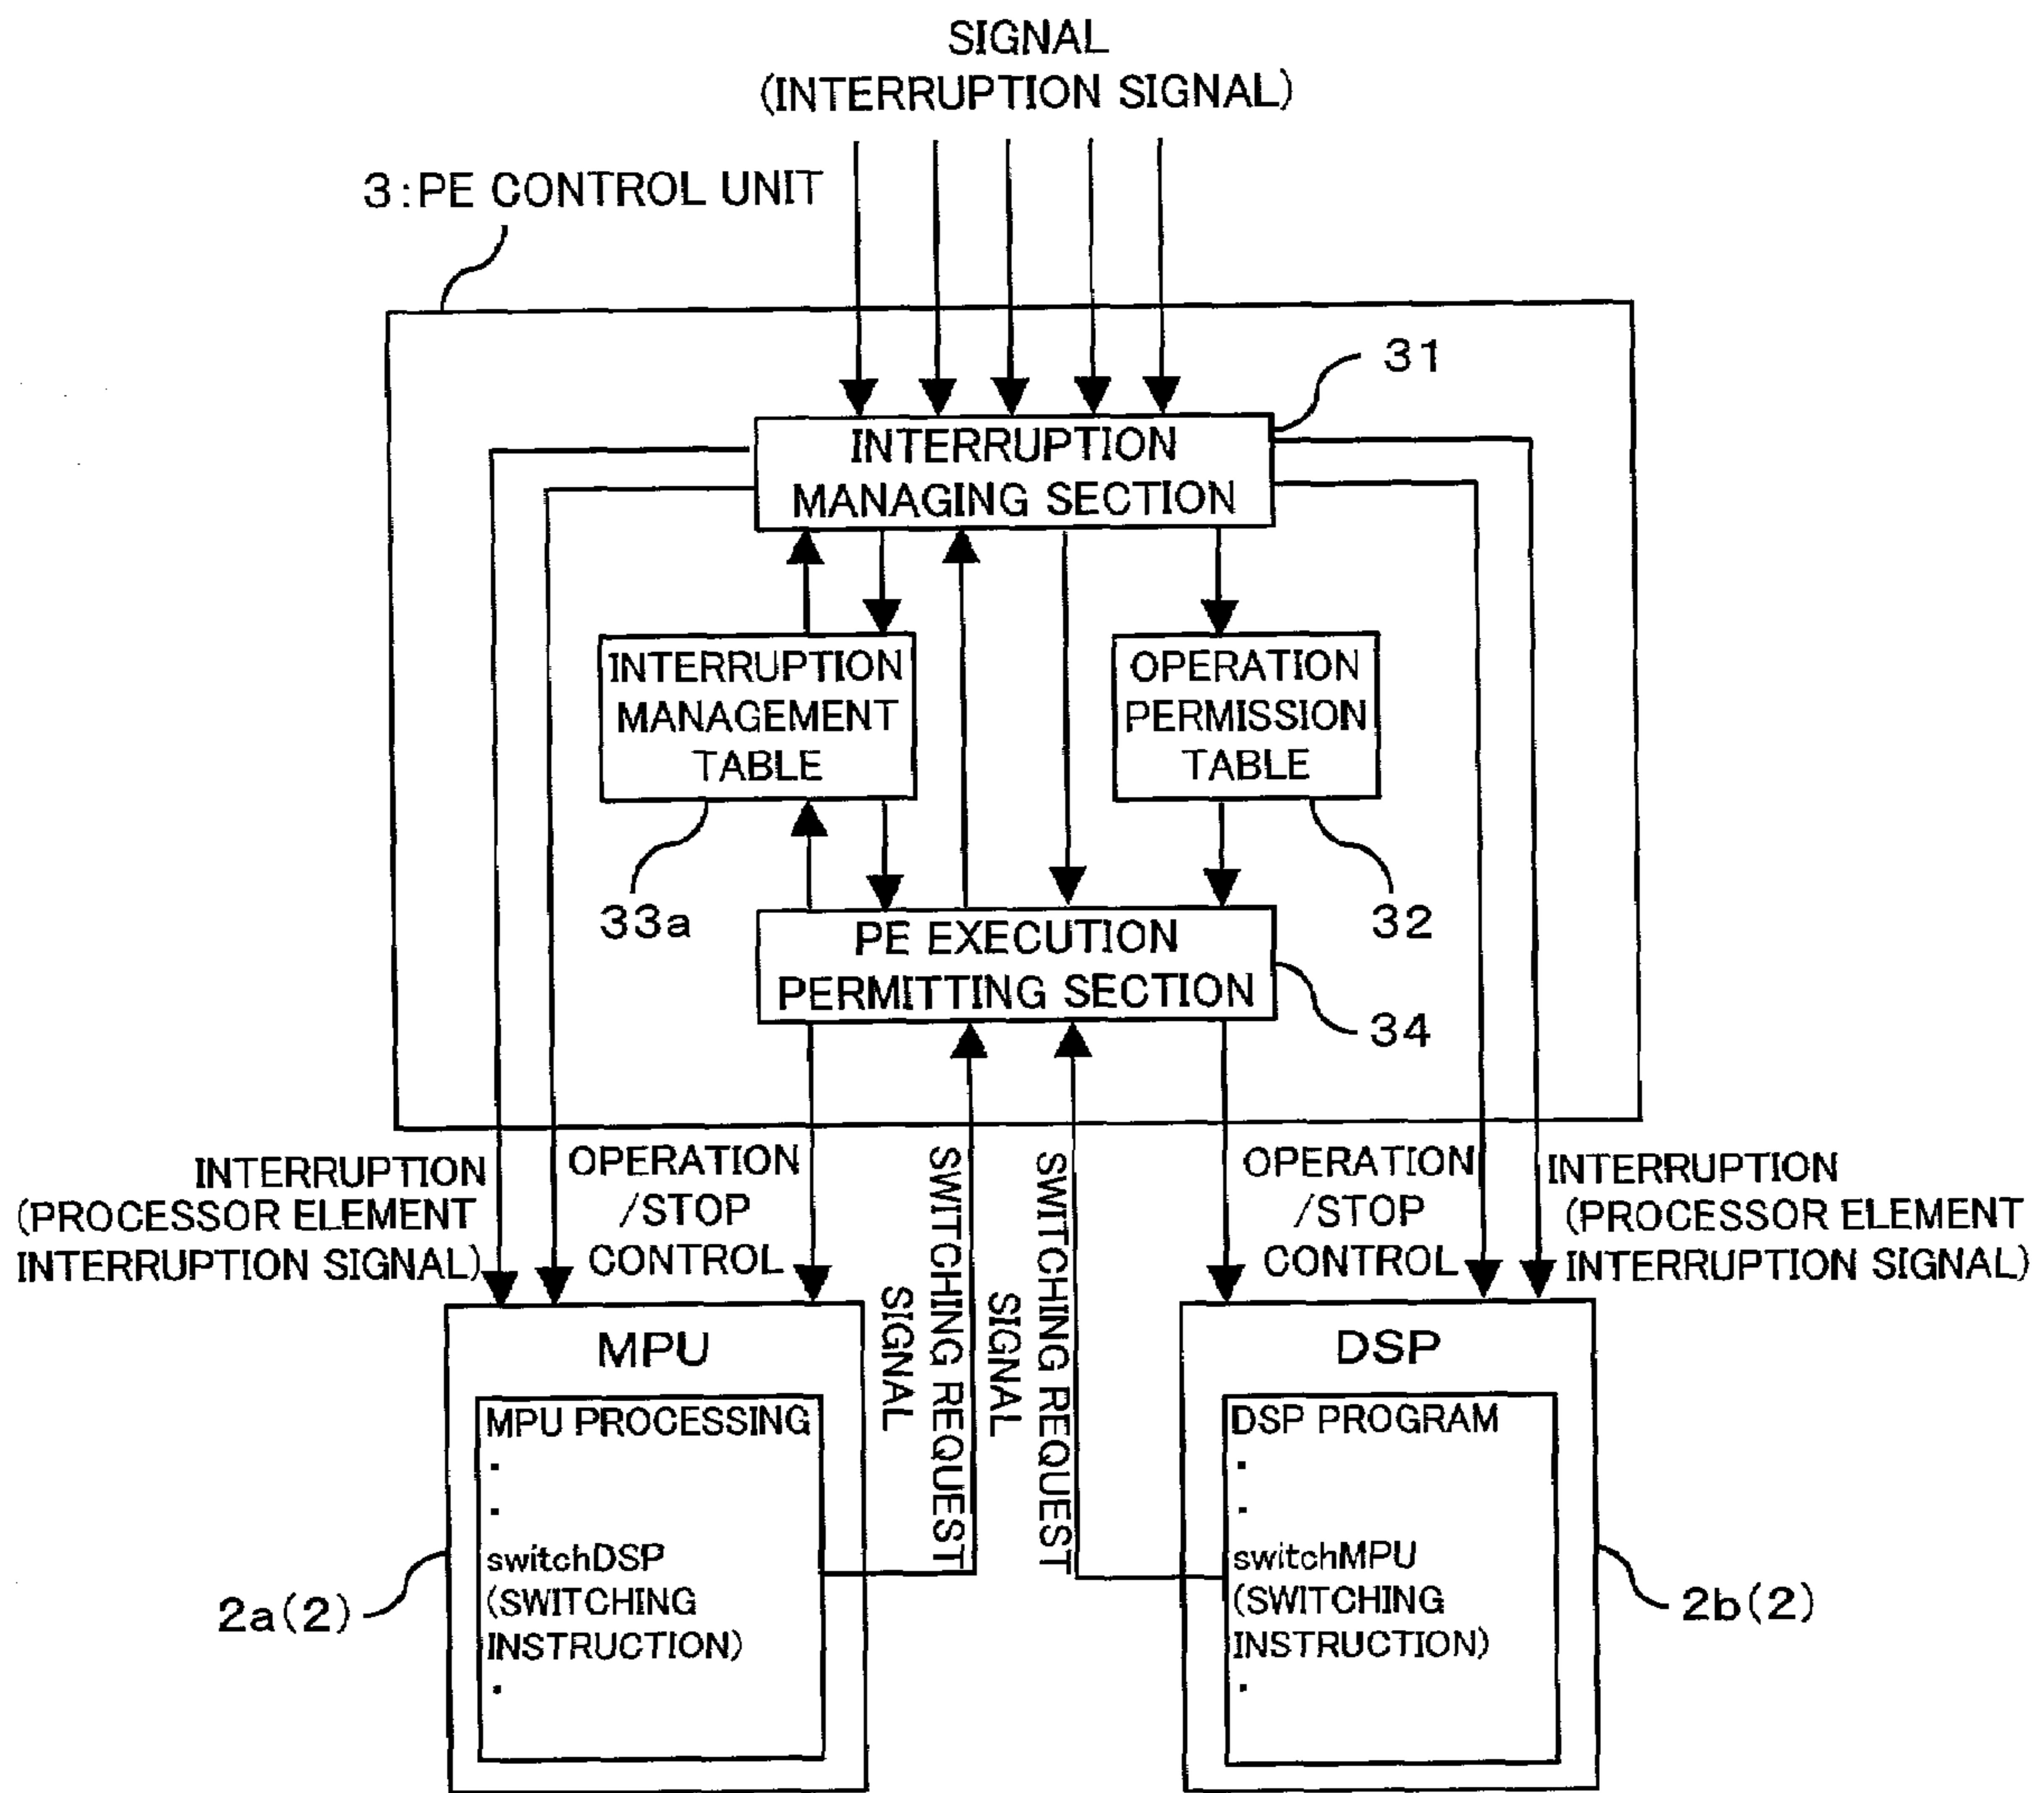 SIGNAL
(INTERRUPTION SIGNAL)
3:PE CONTROL UNIT
31
INTERRUPTION
MANAGING SECTION
INTERRUPTION
MANAGEMENT
TABLE
OPERATION
PERMISSION
TABLE
33a
32
PE EXECUTION
PERMITTING SECTION
34
INTERRUPTION
(PROCESSOR ELEMENT
INTERRUPTION SIGNAL)
OPERATION
/STOP
CONTROL
SWITCHING REQUEST
SIGNAL
SWITCHING REQUEST
SIGNAL
OPERATION
/STOP
CONTROL
INTERRUPTION
(PROCESSOR ELEMENT
INTERRUPTION SIGNAL)
MPU
MPU PROCESSING
.
.
switchDSP
(SWITCHING
INSTRUCTION)
.
2a(2)
DSP
DSP PROGRAM
.
.
switchMPU
(SWITCHING
INSTRUCTION)
.
2b(2)